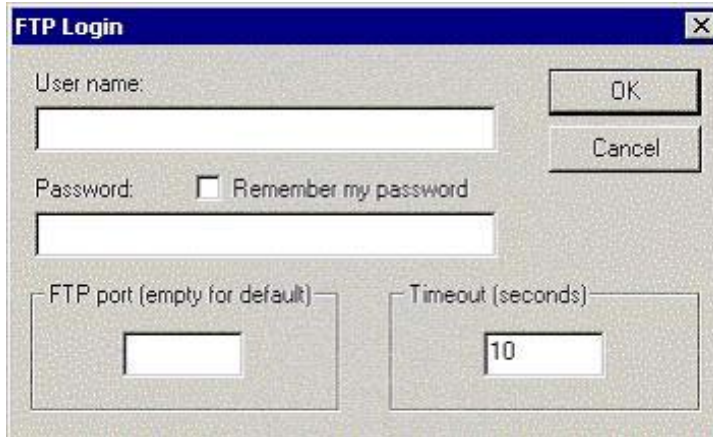 FTP Login
User name:
OK
Cancel
Password:
Remember my password
FTP port (empty for default)
Timeout (seconds)
10